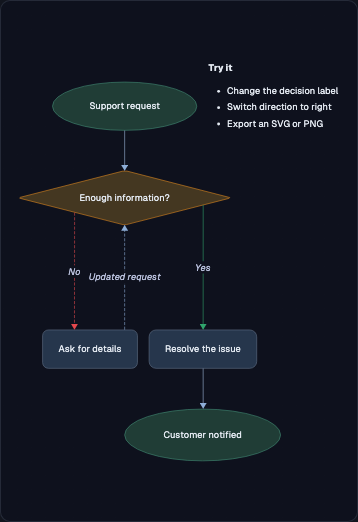 Try it
• Change the decision label
• Switch direction to right
• Export an SVG or PNG
Support request
Enough information?
No
Updated request
Yes
Ask for details
Resolve the issue
Customer notified